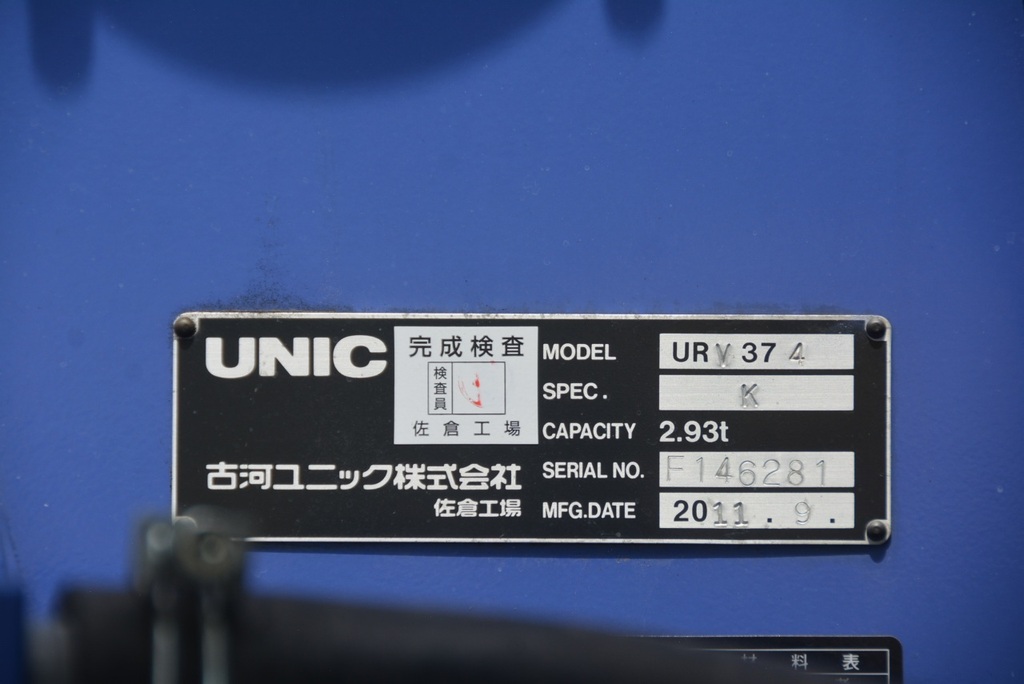 UNIC
完成検査
検査員
佐倉工場
古河ユニック株式会社
佐倉工場
MODEL URV374
SPEC. K
CAPACITY 2.93t
SERIAL NO. F146281
MFG.DATE 2011.9.
料表